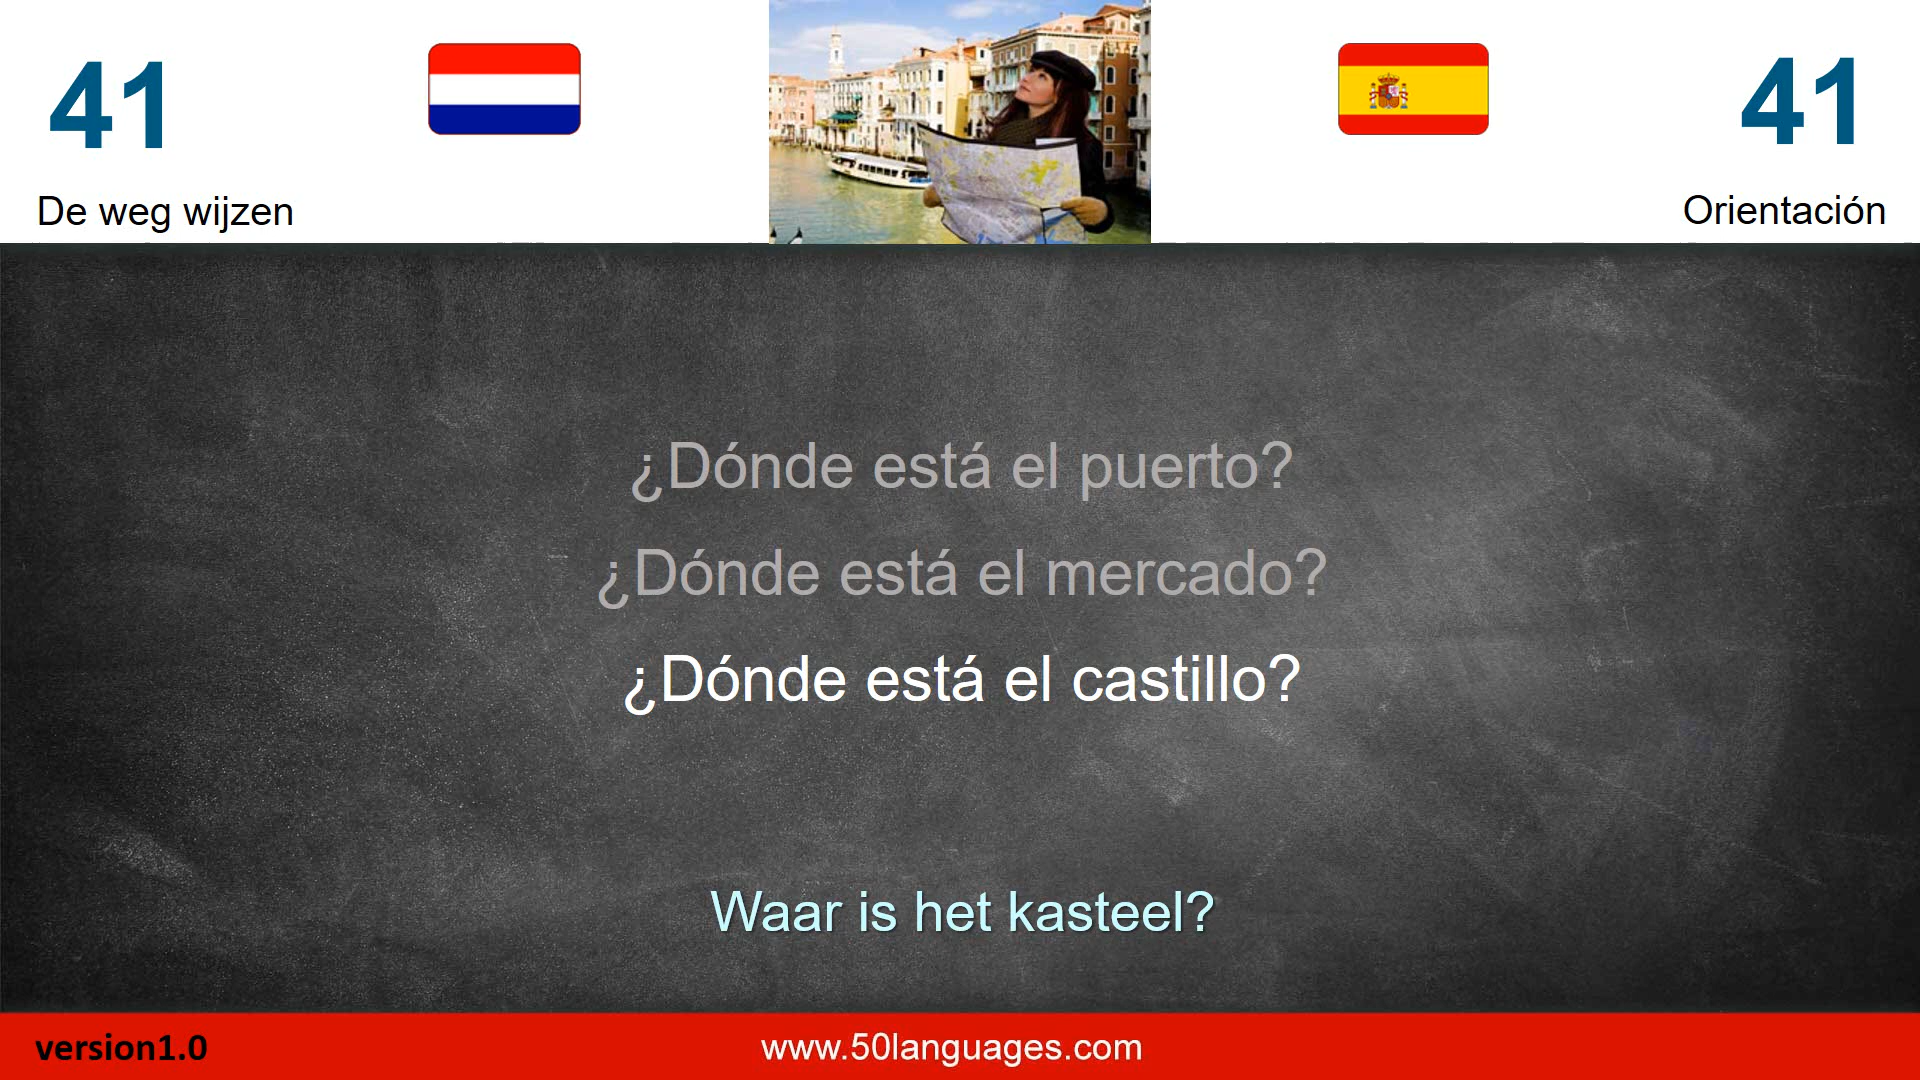 41
41
De weg wijzen
Orientación
¿Dónde está el puerto?
¿Dónde está el mercado?
¿Dónde está el castillo?
Waar is het kasteel?
version1.0
www.50languages.com